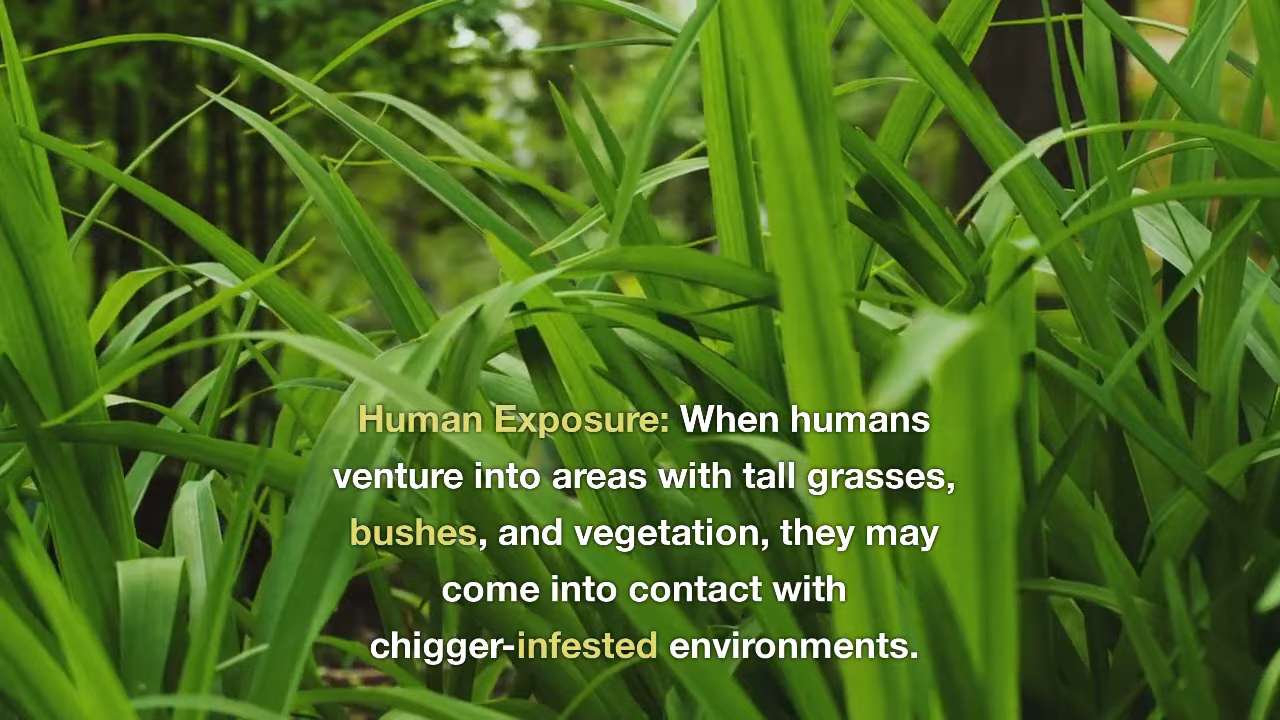 Human Exposure: When humans
venture into areas with tall grasses,
bushes, and vegetation, they may
come into contact with
chigger-infested environments.